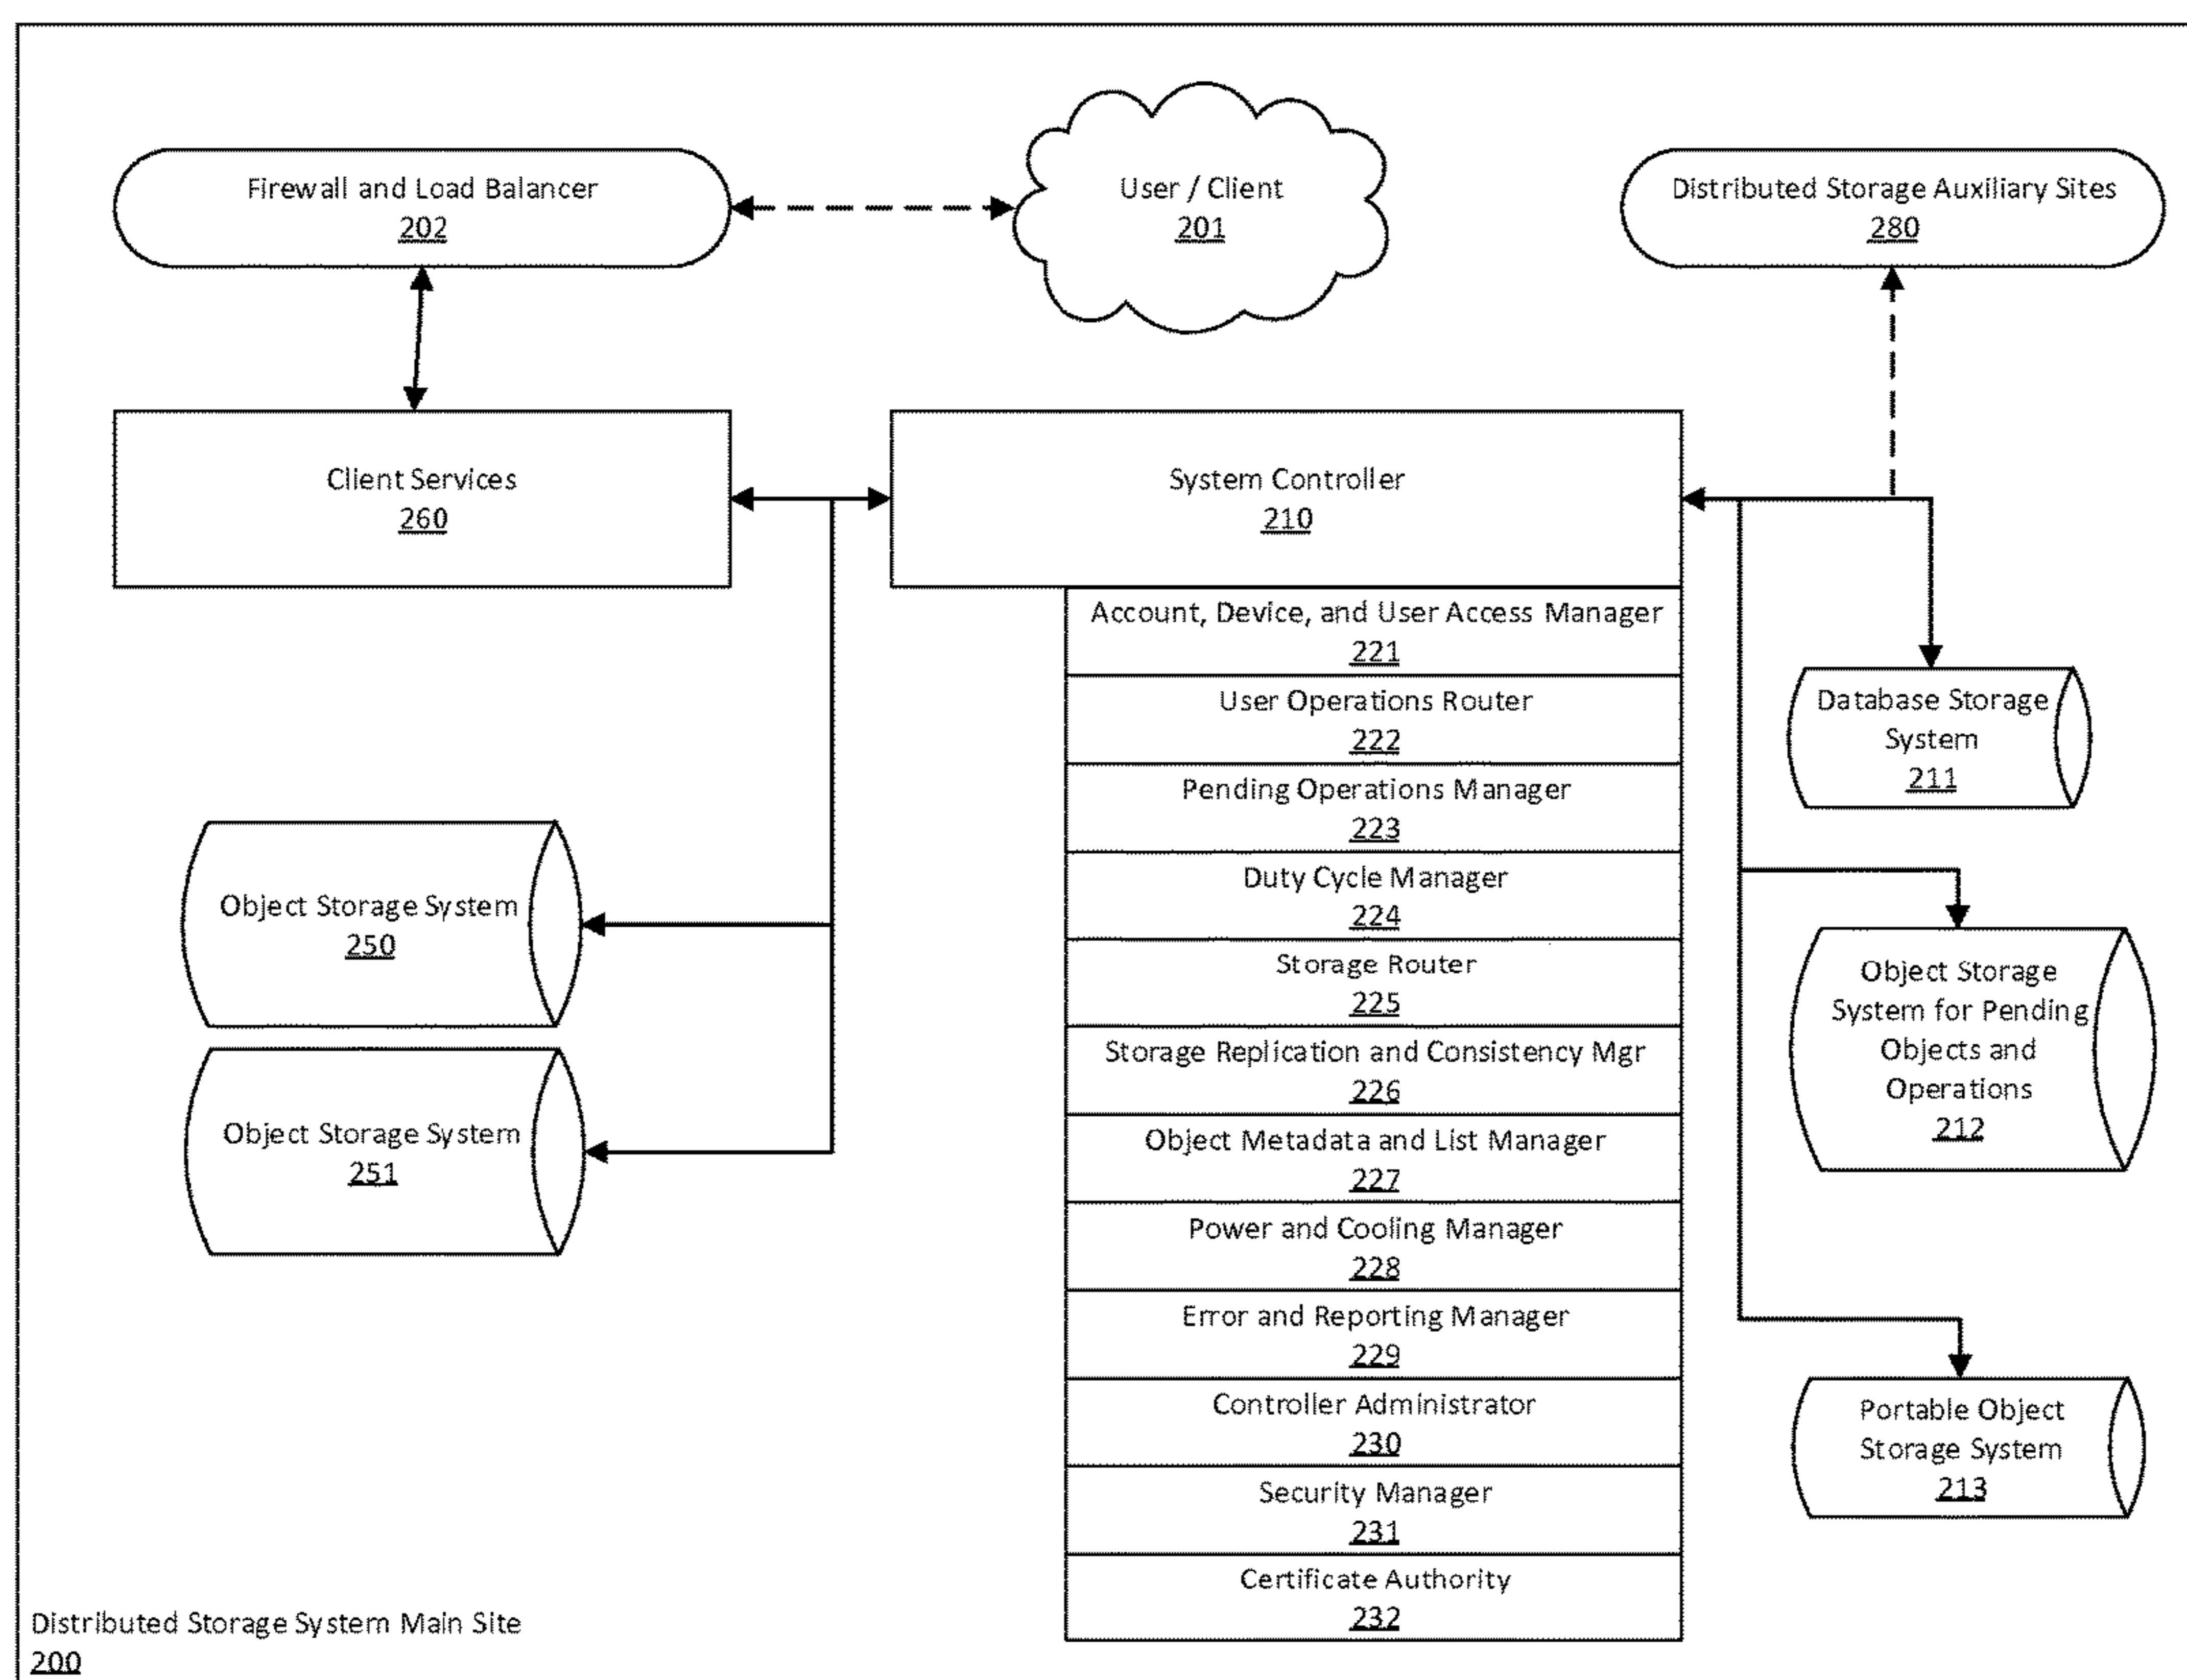 Firewall and Load Balancer
202
User / Client
201
Distributed Storage Auxiliary Sites
280
Client Services
260
System Controller
210
Account, Device, and User Access Manager
221
User Operations Router
222
Pending Operations Manager
223
Duty Cycle Manager
224
Storage Router
225
Storage Replication and Consistency Mgr
226
Object Metadata and List Manager
227
Power and Cooling Manager
228
Error and Reporting Manager
229
Controller Administrator
230
Security Manager
231
Certificate Authority
232
Database Storage
System
211
Object Storage
System for Pending
Objects and
Operations
212
Portable Object
Storage System
213
Object Storage System
250
Object Storage System
251
Distributed Storage System Main Site
200